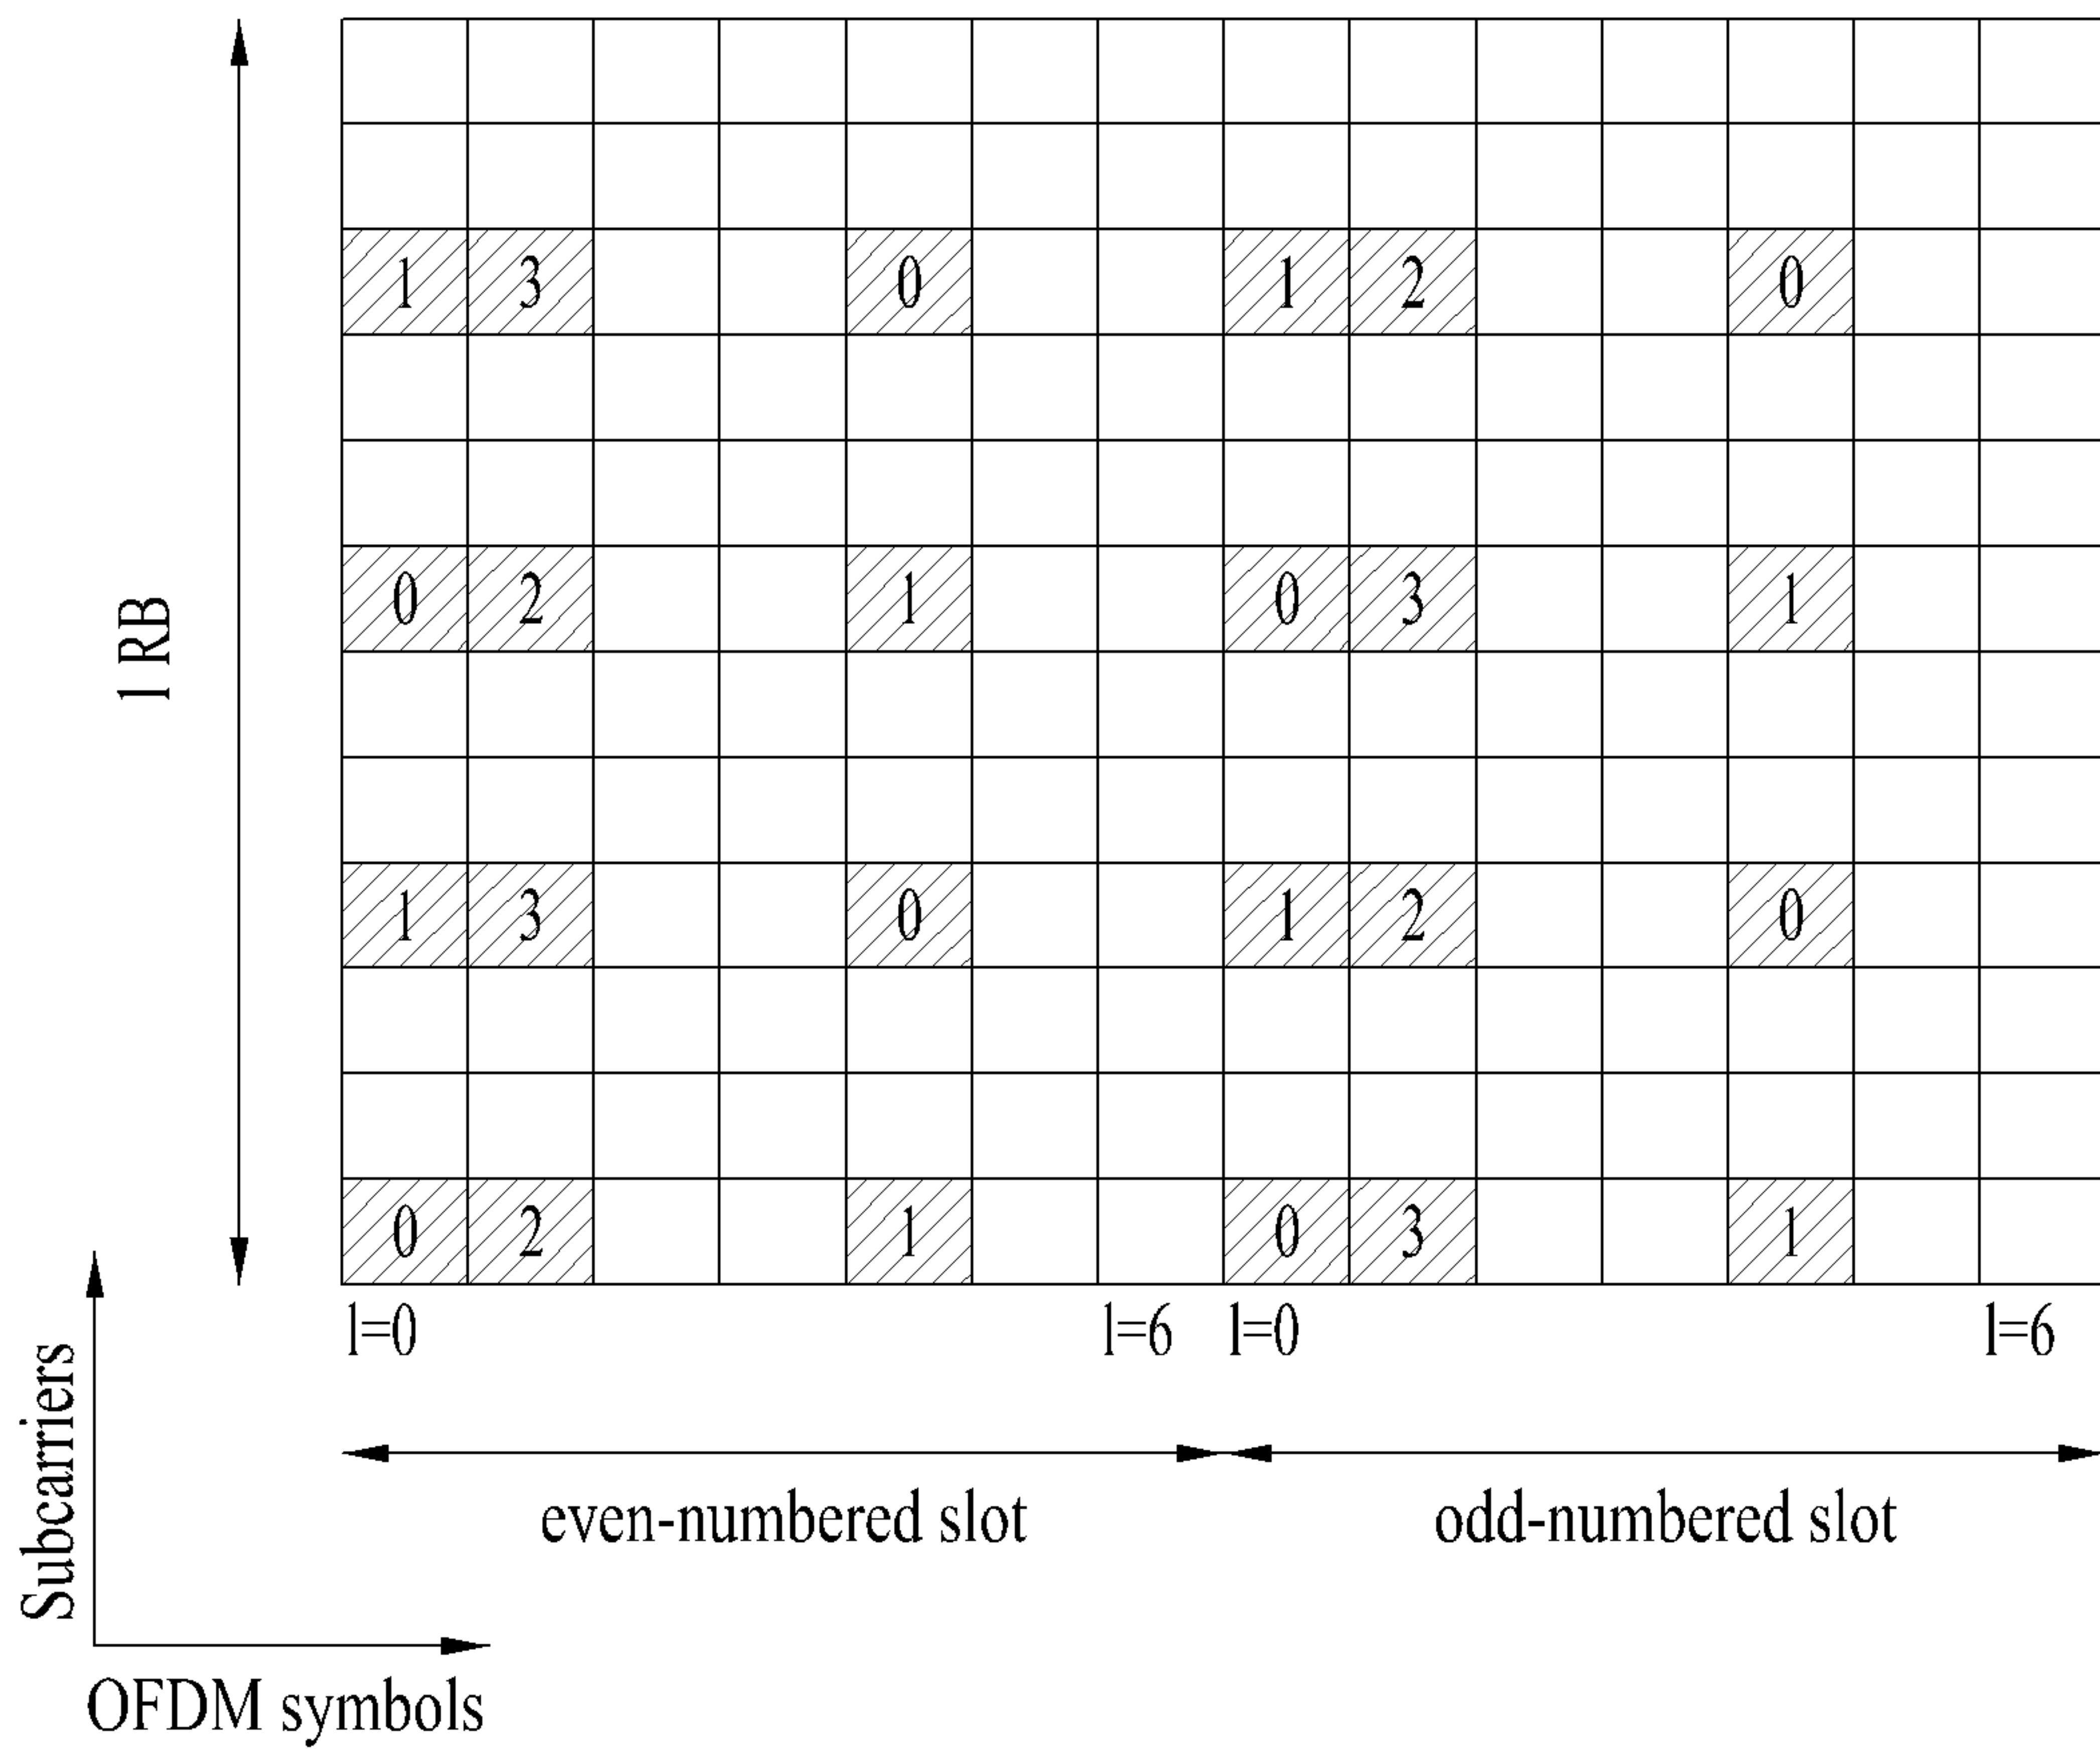 1 3 0 1 2 0
1 RB
0 2 1 0 3 1
1 3 0 1 2 0
0 2 1 0 3 1
l=0 l=6 l=0 l=6
Subcarriers
even-numbered slot odd-numbered slot
OFDM symbols